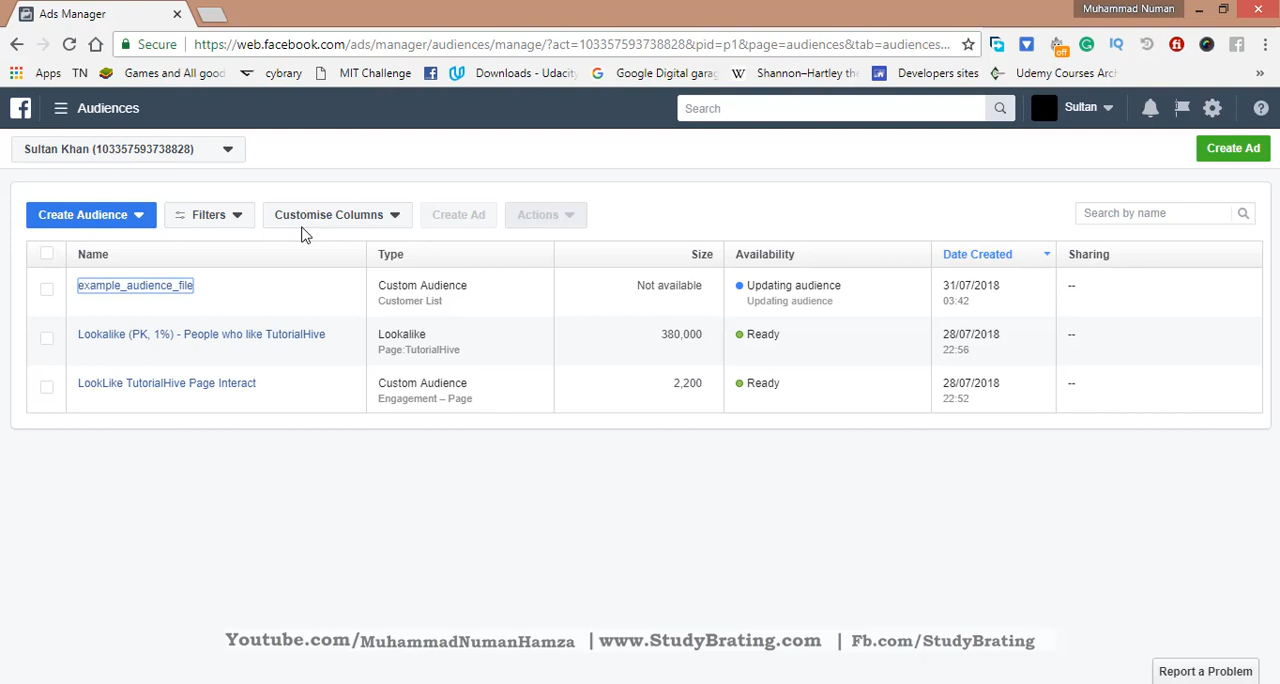 Muhammad Numan
Ads Manager
Secure https://web.facebook.com/ads/manager/audiences/manage/?act=103357593738828&pid=p1&page=audiences&tab=audiences...
off
Apps TN Games and All good cybrary MIT Challenge Downloads - Udacit Google Digital garag Shannon–Hartley th Developers sites Udemy Courses Arch »
Audiences Search Sultan
Sultan Khan (103357593738828) Create Ad
Create Audience Filters Customise Columns Create Ad Actions Search by name
Name Type Size Availability Date Created Sharing
example_audience_file Custom Audience Not available Updating audience 31/07/2018 --
Customer List Updating audience 03:42
Lookalike (PK, 1%) - People who like TutorialHive Lookalike 380,000 Ready 28/07/2018 --
Page:TutorialHive 22:56
LookLike TutorialHive Page Interact Custom Audience 2,200 Ready 28/07/2018 --
Engagement – Page 22:52
Youtube.com/MuhammadNumanHamza | www.StudyBrating.com | Fb.com/StudyBrating
Report a Problem